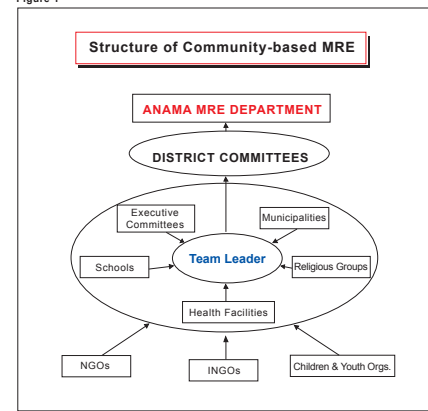 Figure 1
Structure of Community-based MRE
ANAMA MRE DEPARTMENT
DISTRICT COMMITTEES
Executive
Committees
Municipalities
Team Leader
Schools
Religious Groups
Health Facilities
NGOs
INGOs
Children & Youth Orgs.